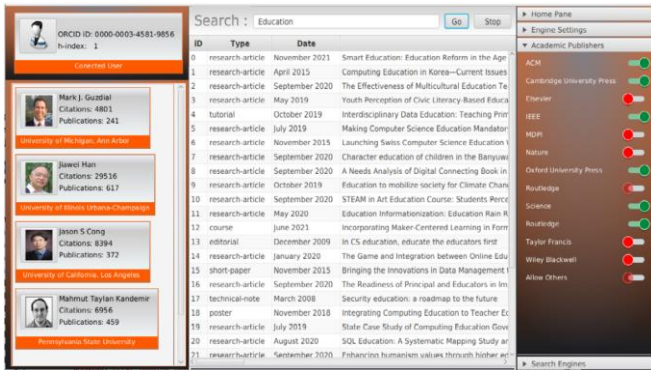 ORCID ID: 0000-0003-4581-9856
h-index: 1
Conected User
Mark J. Guzdial
Citations: 4801
Publications: 241
University of Michigan, Ann Arbor
Jiawei Han
Citations: 29516
Publications: 617
University of Illinois Urbana-Champaign
Jason S Cong
Citations: 8394
Publications: 372
University of California, Los Angeles
Mahmut Taylan Kandemir
Citations: 6956
Publications: 459
Pennsylvania State University
Search : Education Go Stop
ID Type Date
0 research-article November 2021 Smart Education: Education Reform in the Age
1 research-article April 2015 Computing Education in Korea—Current Issues
2 research-article September 2020 The Effectiveness of Multicultural Education Te
3 research-article May 2019 Youth Perception of Civic Literacy-Based Educa
4 tutorial October 2019 Interdisciplinary Data Education: Teaching Prim
5 research-article July 2019 Making Computer Science Education Mandatory
6 research-article November 2015 Launching Swiss Computer Science Education
7 research-article September 2020 Character education of children in the Banyuwa
8 research-article September 2020 A Needs Analysis of Digital Connecting Book in
9 research-article October 2019 Education to mobilize society for Climate Chan
10 research-article September 2020 STEAM in Art Education Course: Students Perce
11 research-article May 2020 Education Informationization: Education Rain R
12 course June 2021 Incorporating Maker-Centered Learning in Form
13 editorial December 2009 In CS education, educate the educators first
14 research-article January 2020 The Game and Integration between Online Edu
15 short-paper November 2015 Bringing the Innovations in Data Management
16 research-article September 2020 The Readiness of Principal and Educators in Im
17 technical-note March 2008 Security education: a roadmap to the future
18 poster November 2018 Integrating Computing Education to Teacher Ec
19 research-article July 2019 State Case Study of Computing Education Gove
20 research-article August 2020 SQL Education: A Systematic Mapping Study ar
21 research-article September 2020 Enhancing humanism values through higher e
Home Pane
Engine Settings
Academic Publishers
ACM
Cambridge University Press
Elsevier
IEEE
MDPI
Nature
Oxford University Press
Routledge
Science
Routledge
Taylor Francis
Wiley Blackwell
Allow Others
Search Engines